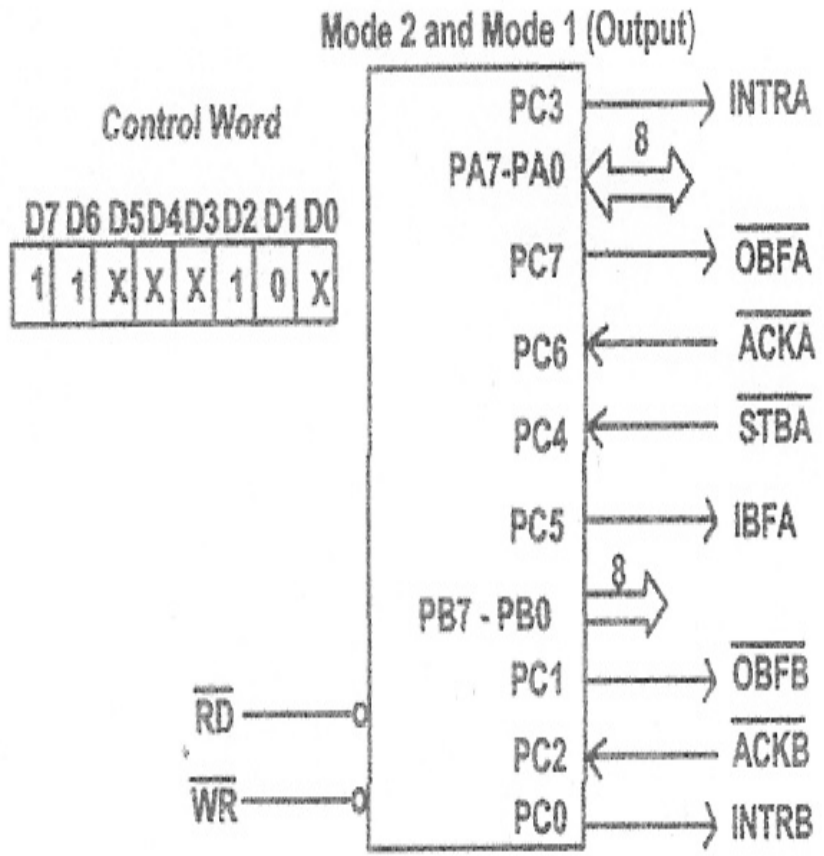 Mode 2 and Mode 1 (Output)
Control Word
D7 D6 D5 D4 D3 D2 D1 D0
1 1 X X X 1 0 X
PC3 INTRA
8
PA7-PA0
PC7 OBFA
PC6 ACKA
PC4 STBA
PC5 IBFA
8
PB7 - PB0
PC1 OBFB
RD
PC2 ACKB
WR
PC0 INTRB